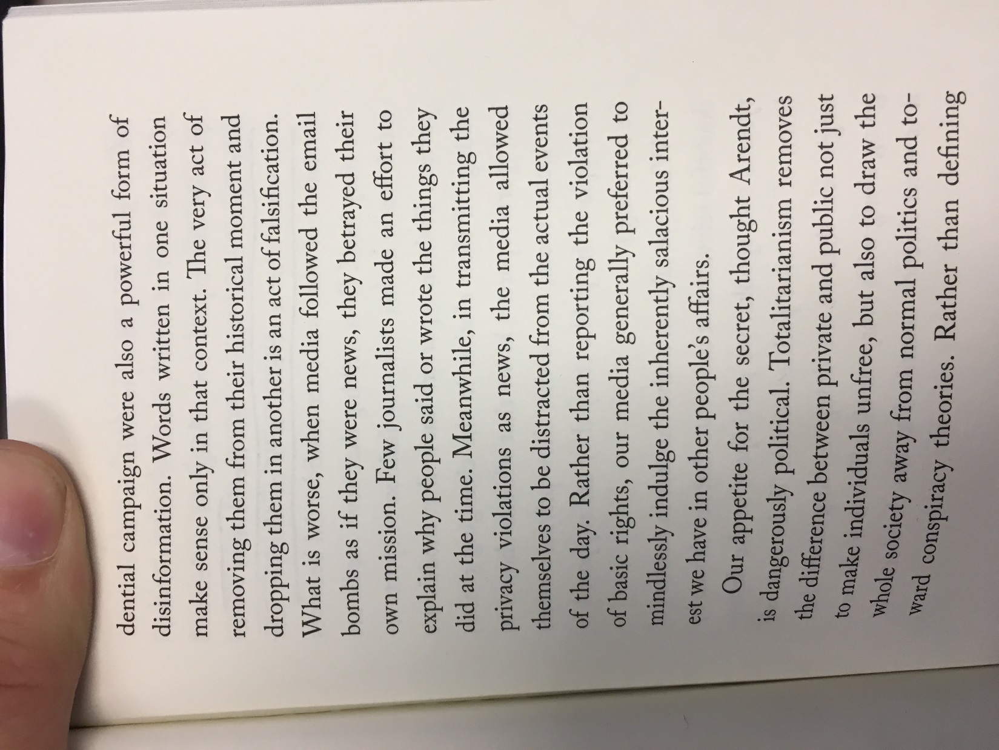 dential campaign were also a powerful form of
disinformation. Words written in one situation
make sense only in that context. The very act of
removing them from their historical moment and
dropping them in another is an act of falsification.
What is worse, when media followed the email
bombs as if they were news, they betrayed their
own mission. Few journalists made an effort to
explain why people said or wrote the things they
did at the time. Meanwhile, in transmitting the
privacy violations as news, the media allowed
themselves to be distracted from the actual events
of the day. Rather than reporting the violation
of basic rights, our media generally preferred to
mindlessly indulge the inherently salacious inter-
est we have in other people's affairs.
Our appetite for the secret, thought Arendt,
is dangerously political. Totalitarianism removes
the difference between private and public not just
to make individuals unfree, but also to draw the
whole society away from normal politics and to-
ward conspiracy theories. Rather than defining